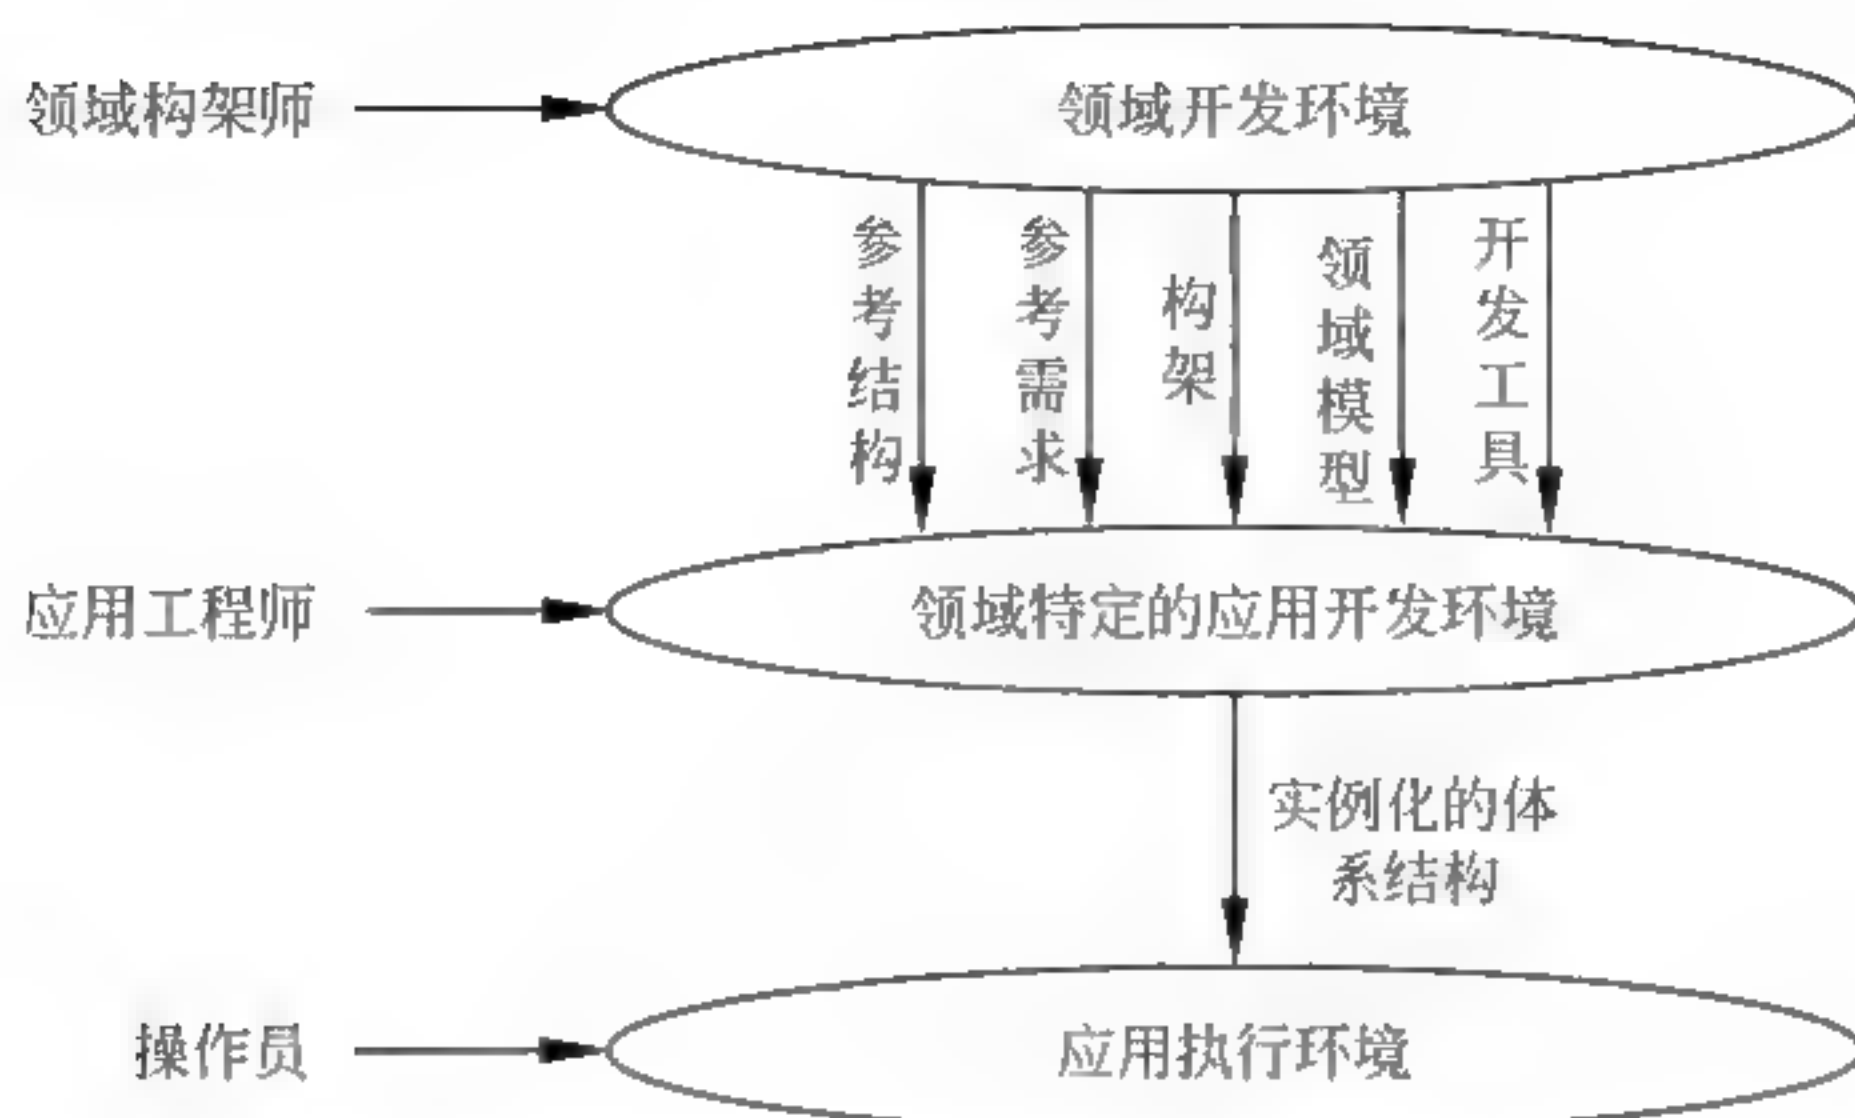 领域构架师
领域开发环境
参考结构
参考需求
构架
领域模型
开发工具
应用工程师
领域特定的应用开发环境
实例化的体
系结构
操作员
应用执行环境